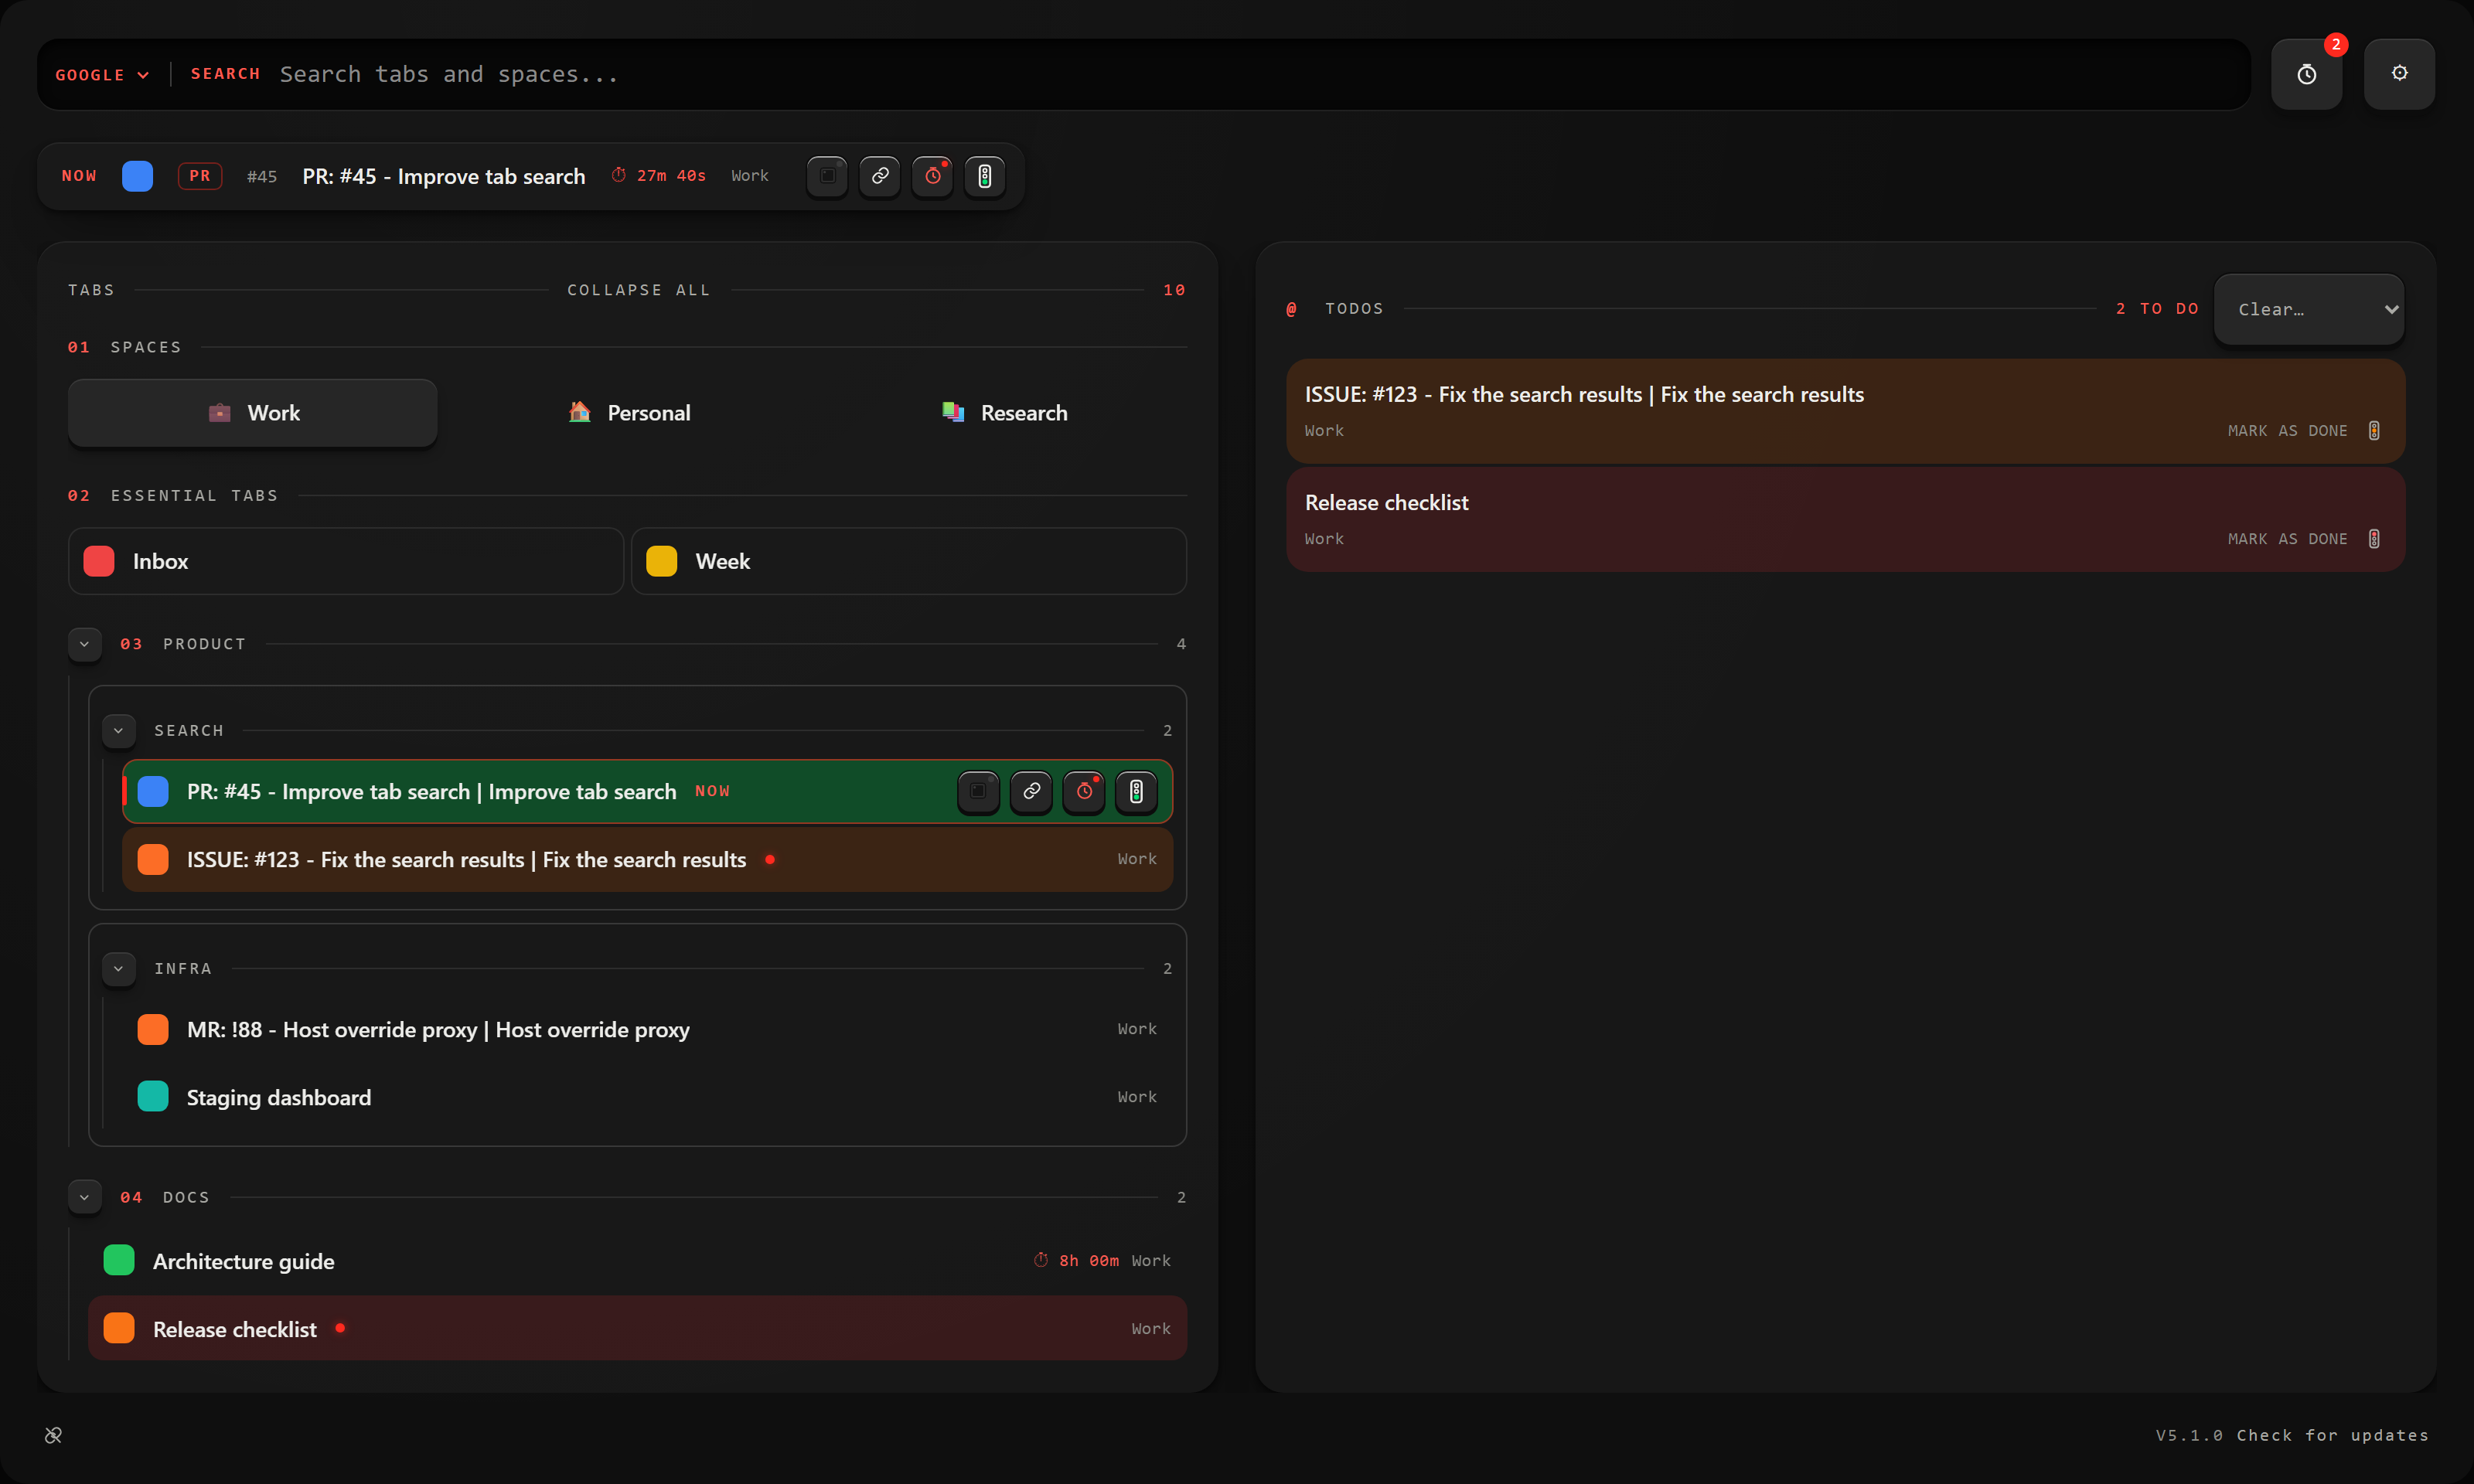 GOOGLE SEARCH Search tabs and spaces... 2
NOW PR #45 PR: #45 - Improve tab search 27m 40s Work
TABS COLLAPSE ALL 10
01 SPACES
Work Personal Research
02 ESSENTIAL TABS
Inbox Week
03 PRODUCT 4
SEARCH 2
PR: #45 - Improve tab search | Improve tab search NOW
ISSUE: #123 - Fix the search results | Fix the search results Work
INFRA 2
MR: !88 - Host override proxy | Host override proxy Work
Staging dashboard Work
04 DOCS 2
Architecture guide 8h 00m Work
Release checklist Work
@ TODOS 2 TO DO Clear…
ISSUE: #123 - Fix the search results | Fix the search results
Work MARK AS DONE
Release checklist
Work MARK AS DONE
V5.1.0 Check for updates